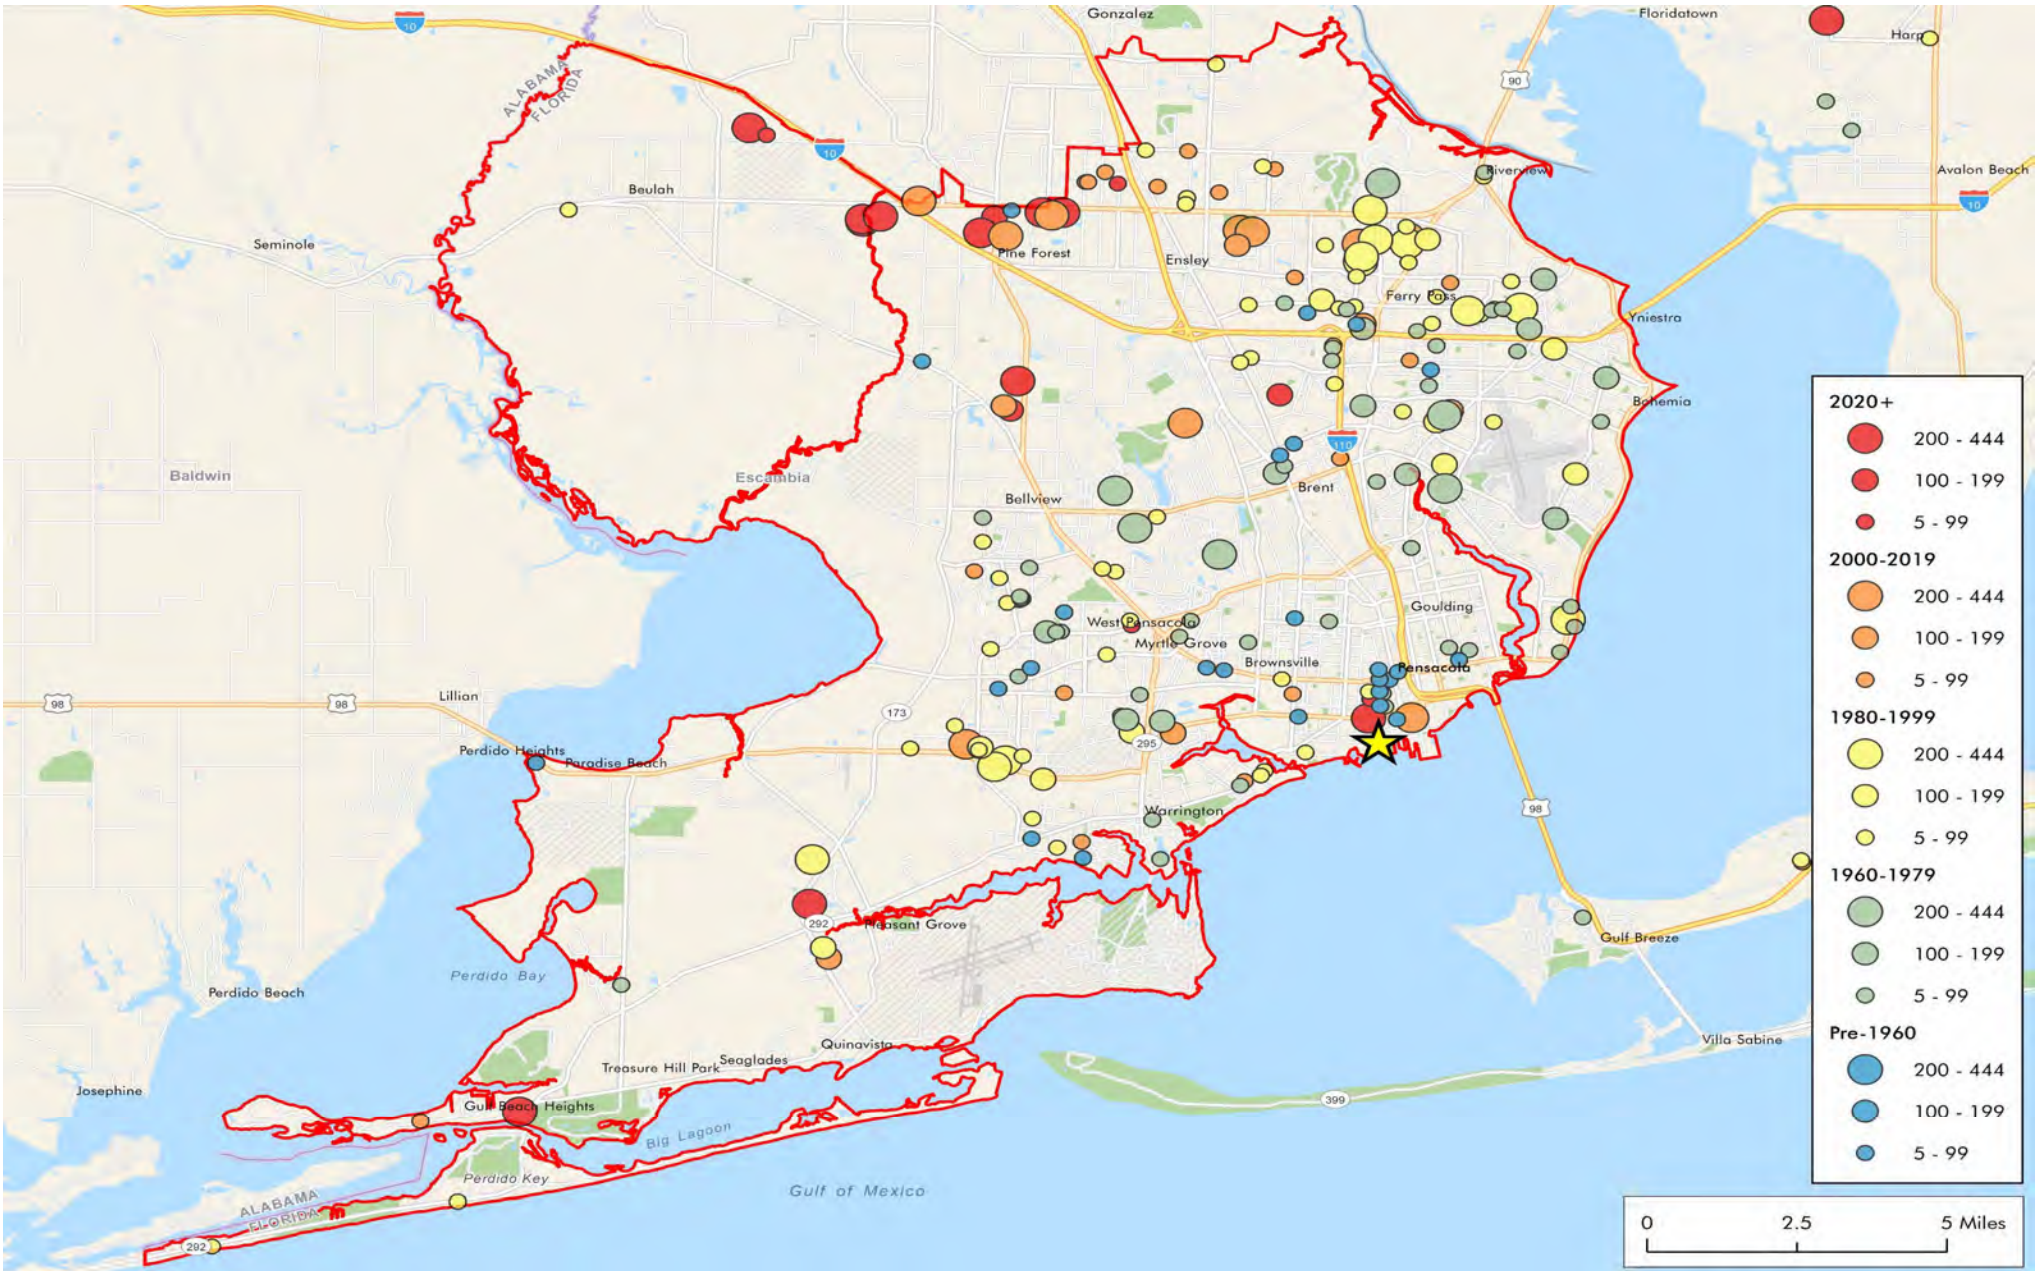 Gonzalez
Floridatown
10
Harp
90
ALABAMA
FLORIDA
10
Riverview
Avalon Beach
Beulah
10
Seminole
Pine Forest
Ensley
Ferry Pass
Yniestra
Bohemia
110
Baldwin
Escambia
Bellview
Brent
Goulding
West Pensacola
Myrtle Grove
Brownsville
Pensacola
Lillian
98
98
173
295
Perdido Heights
Paradise Beach
Warrington
98
292
Pleasant Grove
Gulf Breeze
Perdido Bay
Perdido Beach
Quinavista
Villa Sabine
Seaglades
Treasure Hill Park
Josephine
Gulf Beach Heights
399
Big Lagoon
Perdido Key
Gulf of Mexico
ALABAMA
FLORIDA
292
2020+
200 - 444
100 - 199
5 - 99
2000-2019
200 - 444
100 - 199
5 - 99
1980-1999
200 - 444
100 - 199
5 - 99
1960-1979
200 - 444
100 - 199
5 - 99
Pre-1960
200 - 444
100 - 199
5 - 99
0 2.5 5 Miles